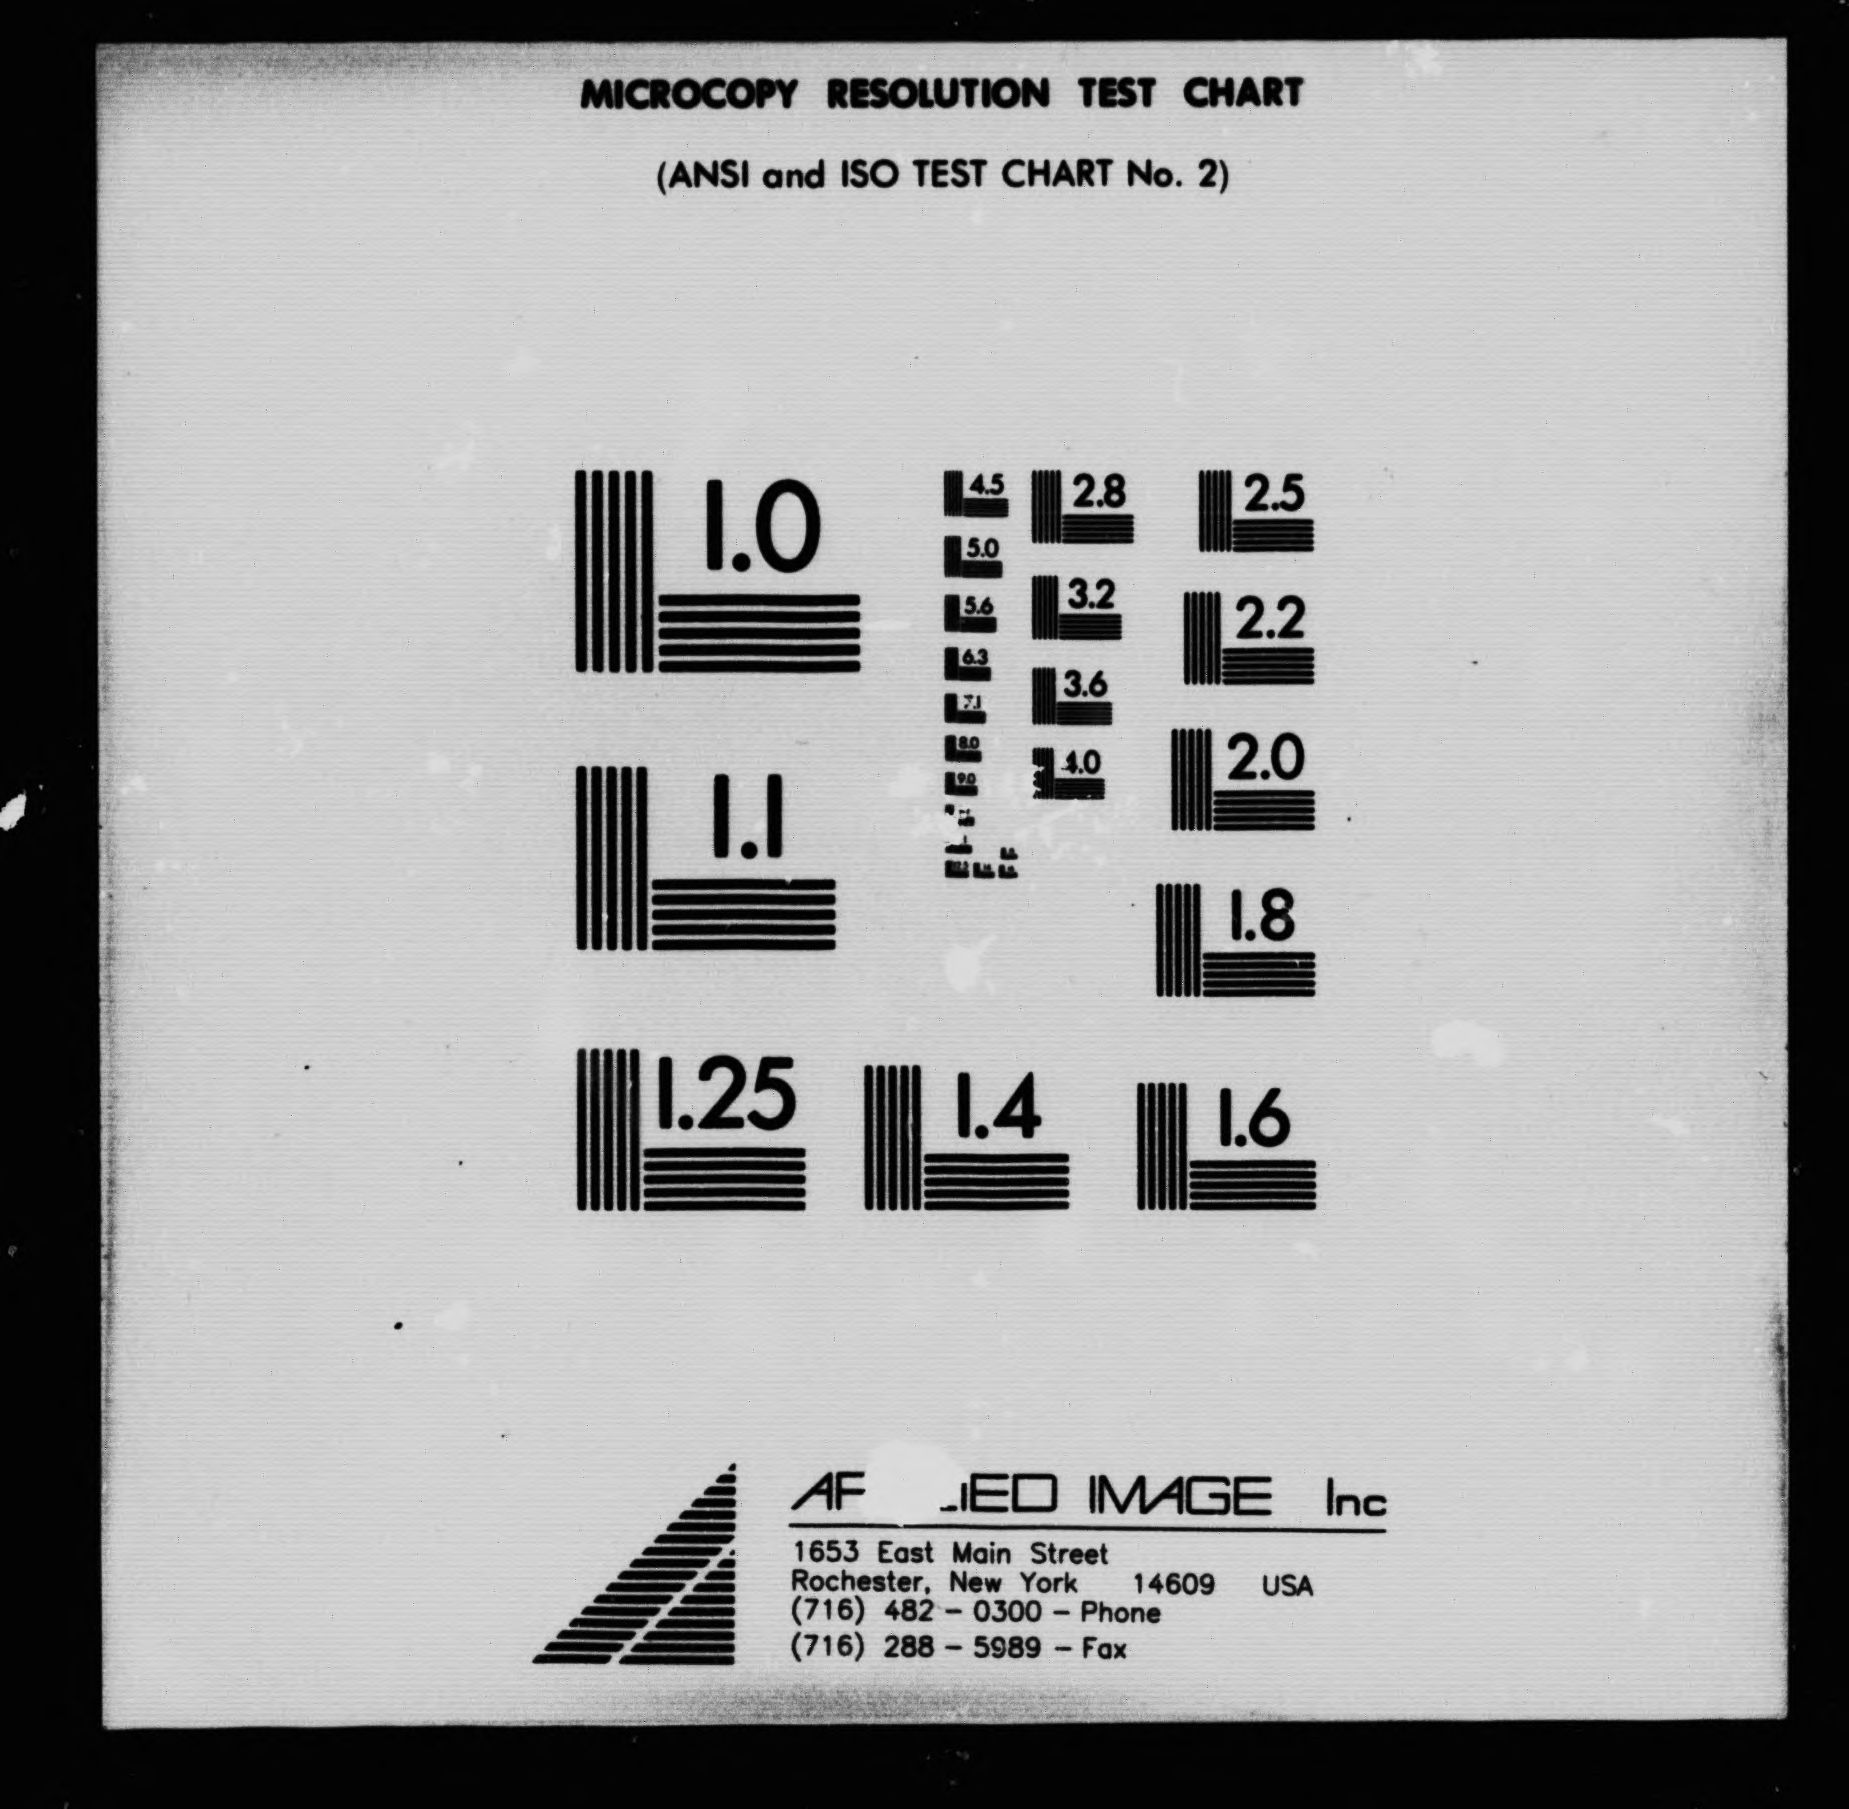 MICROCOPY RESOLUTION TEST CHART
(ANSI and ISO TEST CHART No. 2)
1.0
4.5
2.8
2.5
5.0
3.2
5.6
2.2
6.3
3.6
7.1
2.0
8.0
4.0
9.0
1.1
1.8
1.25
1.4
1.6
IMAGE Inc
1653 East Main Street
Rochester, New York 14609 USA
(716) 482 - 0300 - Phone
(716) 288 - 5989 - Fax